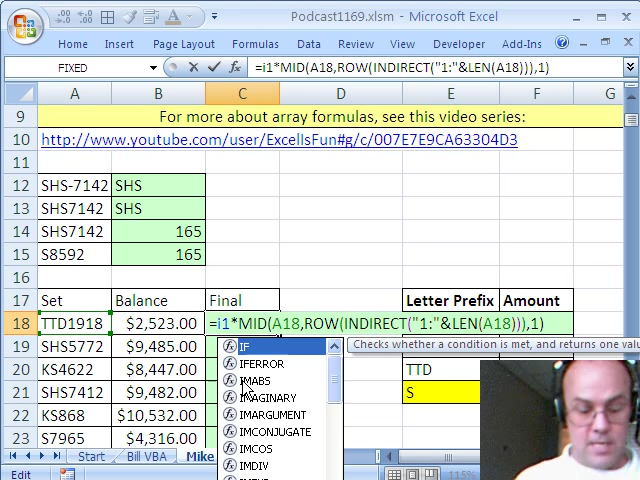 Podcast1169.xlsm - Microsoft Excel
Home Insert Page Layout Formulas Data Review View Developer Add-Ins
FIXED =i1*MID(A18,ROW(INDIRECT("1:"&LEN(A18))),1)
A B C D E F G
9 For more about array formulas, see this video series:
10 http://www.youtube.com/user/ExcelIsFun#g/c/007E7E9CA63304D3
11
12 SHS-7142 SHS
13 SHS7142 SHS
14 SHS7142 165
15 S8592 165
16
17 Set Balance Final Letter Prefix Amount
18 TTD1918 $2,523.00 =i1*MID(A18,ROW(INDIRECT("1:"&LEN(A18))),1)
IF Checks whether a condition is met, and returns one valu
19 SHS5772 $9,485.00 IFERROR
20 KS4622 $8,447.00 IMABS TTD
21 SHS7412 $9,482.00 IMAGINARY S
22 KS868 $10,532.00 IMARGUMENT
IMCONJUGATE
23 S7965 $4,316.00 IMCOS
Start Bill VBA Mike IMDIV
Edit 115%